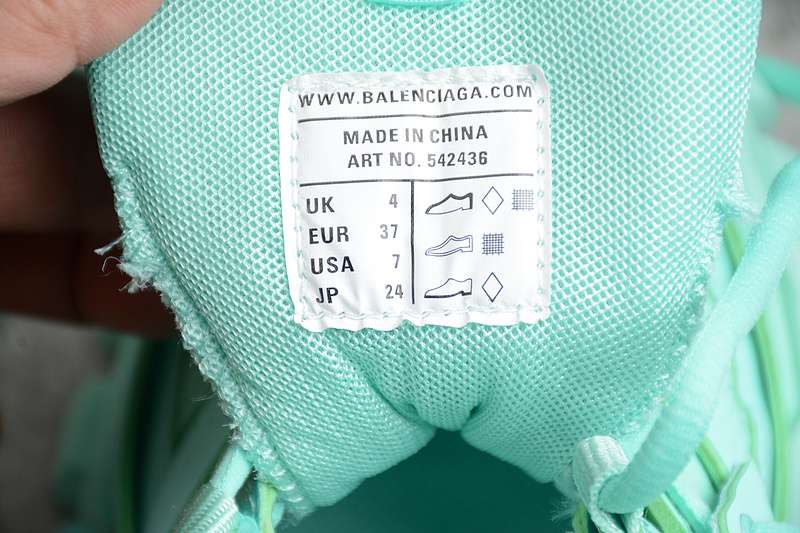 WWW.BALENCIAGA.COM
MADE IN CHINA
ART NO. 542436
UK 4
EUR 37
USA 7
JP 24